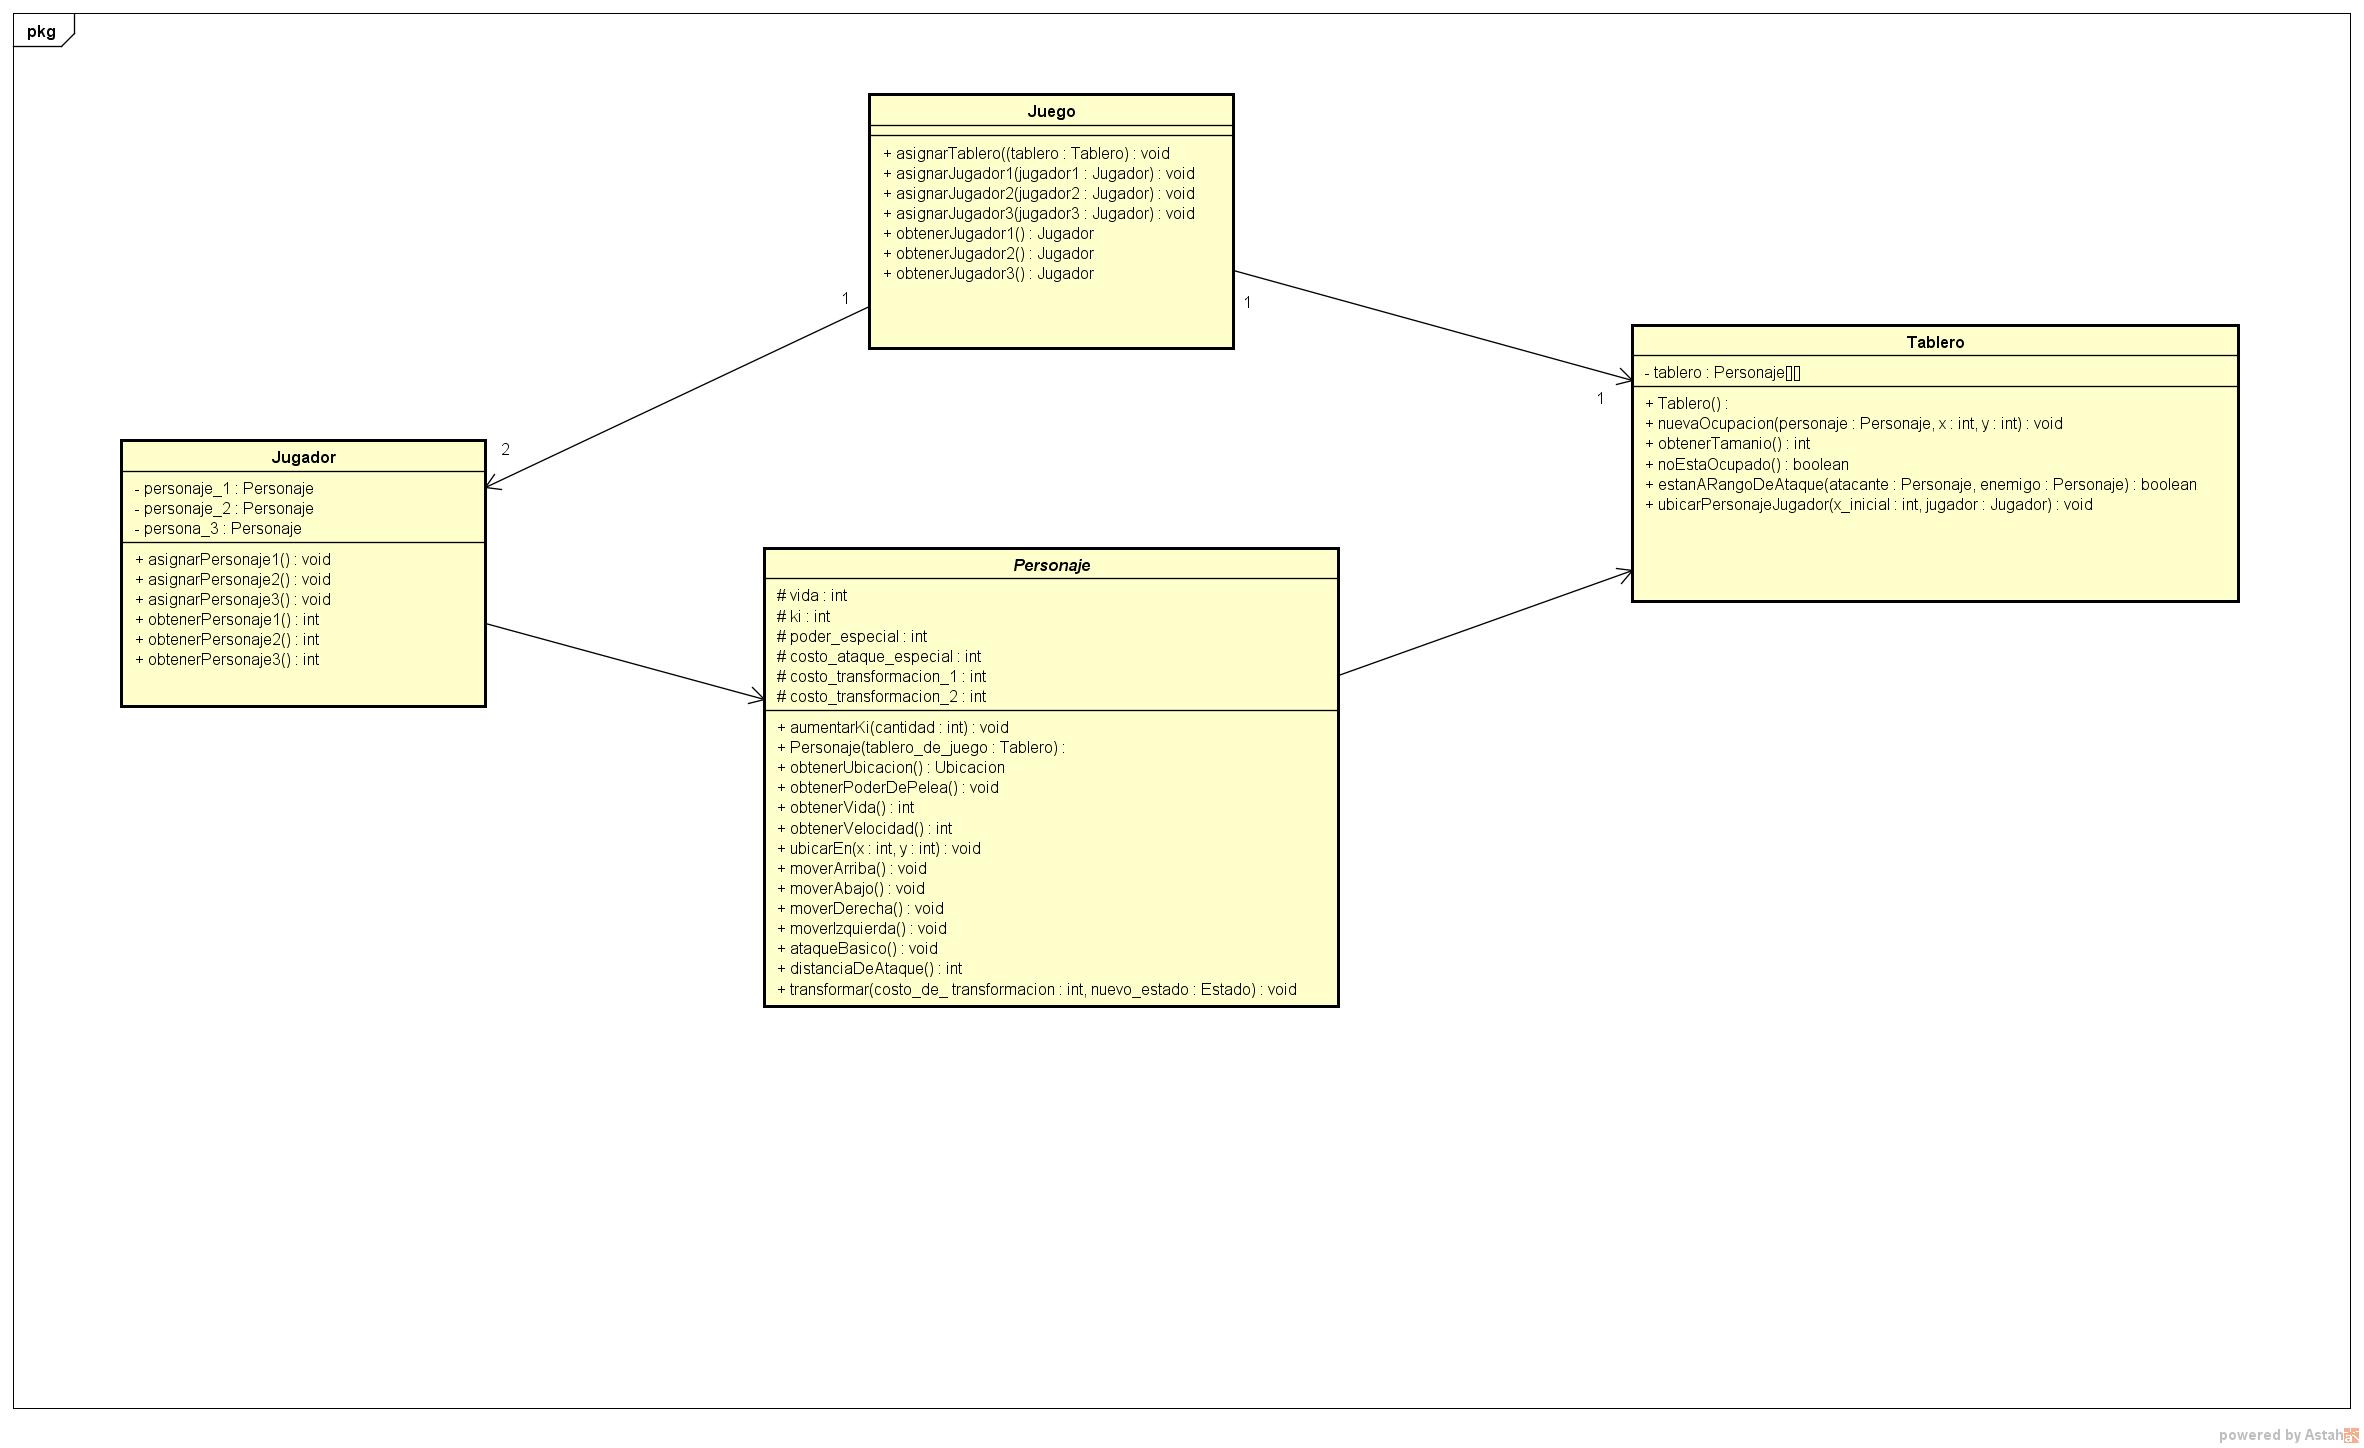 pkg
Juego
+ asignarTablero((tablero : Tablero) : void
+ asignarJugador1(jugador1 : Jugador) : void
+ asignarJugador2(jugador2 : Jugador) : void
+ asignarJugador3(jugador3 : Jugador) : void
+ obtenerJugador1() : Jugador
+ obtenerJugador2() : Jugador
+ obtenerJugador3() : Jugador
1
1
2
1
Tablero
- tablero : Personaje[][]
+ Tablero() :
+ nuevaOcupacion(personaje : Personaje, x : int, y : int) : void
+ obtenerTamanio() : int
+ noEstaOcupado() : boolean
+ estanARangoDeAtaque(atacante : Personaje, enemigo : Personaje) : boolean
+ ubicarPersonajeJugador(x_inicial : int, jugador : Jugador) : void
Jugador
- personaje_1 : Personaje
- personaje_2 : Personaje
- persona_3 : Personaje
+ asignarPersonaje1() : void
+ asignarPersonaje2() : void
+ asignarPersonaje3() : void
+ obtenerPersonaje1() : int
+ obtenerPersonaje2() : int
+ obtenerPersonaje3() : int
Personaje
# vida : int
# ki : int
# poder_especial : int
# costo_ataque_especial : int
# costo_transformacion_1 : int
# costo_transformacion_2 : int
+ aumentarKi(cantidad : int) : void
+ Personaje(tablero_de_juego : Tablero) :
+ obtenerUbicacion() : Ubicacion
+ obtenerPoderDePelea() : void
+ obtenerVida() : int
+ obtenerVelocidad() : int
+ ubicarEn(x : int, y : int) : void
+ moverArriba() : void
+ moverAbajo() : void
+ moverDerecha() : void
+ moverIzquierda() : void
+ ataqueBasico() : void
+ distanciaDeAtaque() : int
+ transformar(costo_de_ transformacion : int, nuevo_estado : Estado) : void
powered by Astah